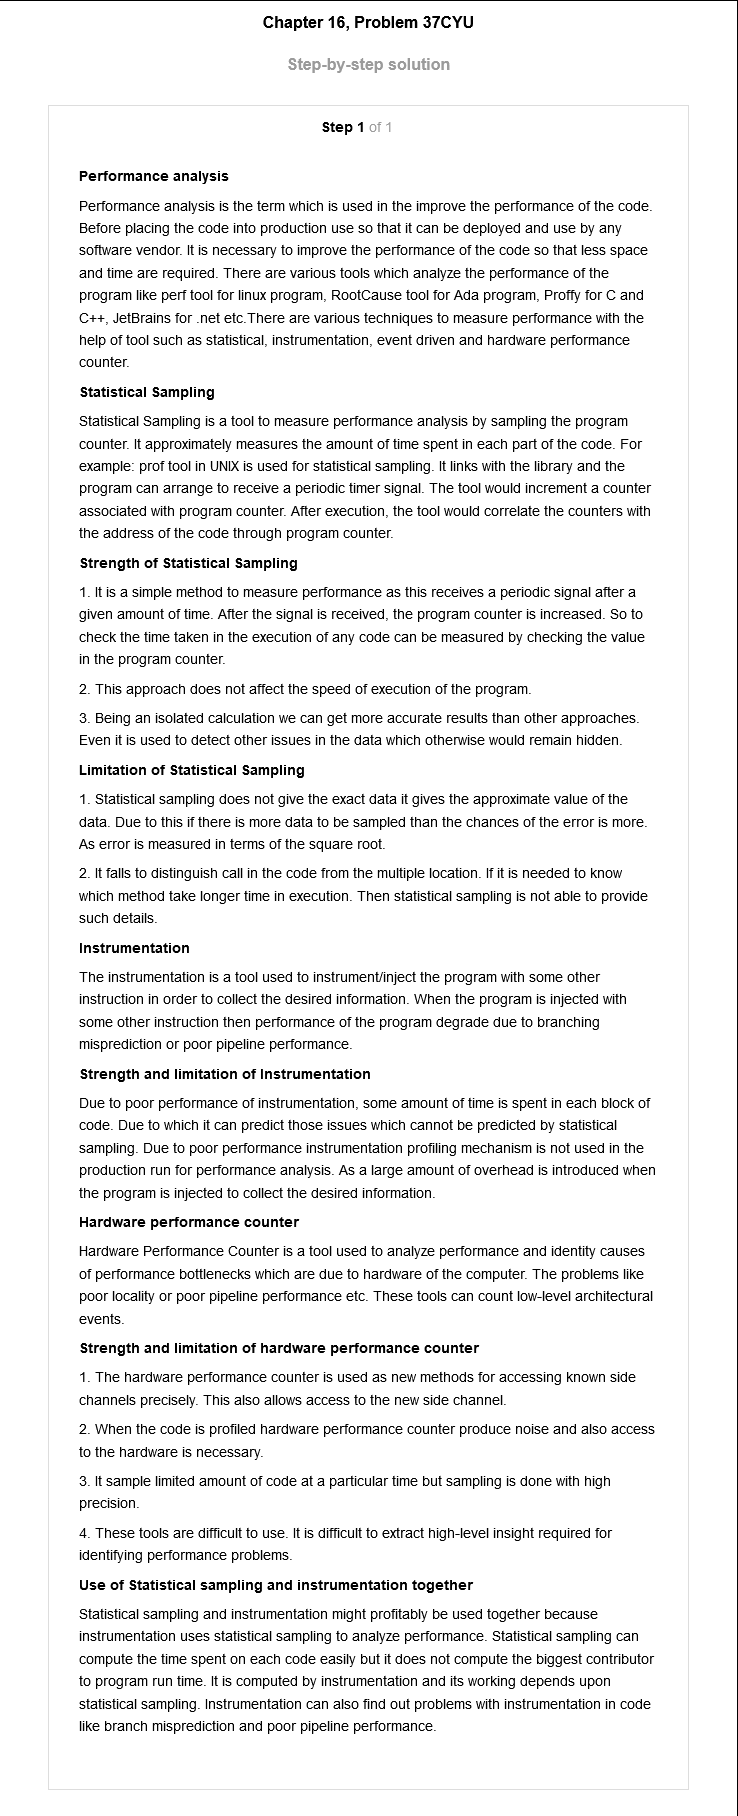 Chapter 16, Problem 37CYU
Step-by-step solution
Step 1 of 1
Performance analysis
Performance analysis is the term which is used in the improve the performance of the code.
Before placing the code into production use so that it can be deployed and use by any
software vendor. It is necessary to improve the performance of the code so that less space
and time are required. There are various tools which analyze the performance of the
program like perf tool for linux program, RootCause tool for Ada program, Proffy for C and
C++, JetBrains for .net etc.There are various techniques to measure performance with the
help of tool such as statistical, instrumentation, event driven and hardware performance
counter.
Statistical Sampling
Statistical Sampling is a tool to measure performance analysis by sampling the program
counter. It approximately measures the amount of time spent in each part of the code. For
example: prof tool in UNIX is used for statistical sampling. It links with the library and the
program can arrange to receive a periodic timer signal. The tool would increment a counter
associated with program counter. After execution, the tool would correlate the counters with
the address of the code through program counter.
Strength of Statistical Sampling
1. It is a simple method to measure performance as this receives a periodic signal after a
given amount of time. After the signal is received, the program counter is increased. So to
check the time taken in the execution of any code can be measured by checking the value
in the program counter.
2. This approach does not affect the speed of execution of the program.
3. Being an isolated calculation we can get more accurate results than other approaches.
Even it is used to detect other issues in the data which otherwise would remain hidden.
Limitation of Statistical Sampling
1. Statistical sampling does not give the exact data it gives the approximate value of the
data. Due to this if there is more data to be sampled than the chances of the error is more.
As error is measured in terms of the square root.
2. It falls to distinguish call in the code from the multiple location. If it is needed to know
which method take longer time in execution. Then statistical sampling is not able to provide
such details.
Instrumentation
The instrumentation is a tool used to instrument/inject the program with some other
instruction in order to collect the desired information. When the program is injected with
some other instruction then performance of the program degrade due to branching
misprediction or poor pipeline performance.
Strength and limitation of Instrumentation
Due to poor performance of instrumentation, some amount of time is spent in each block of
code. Due to which it can predict those issues which cannot be predicted by statistical
sampling. Due to poor performance instrumentation profiling mechanism is not used in the
production run for performance analysis. As a large amount of overhead is introduced when
the program is injected to collect the desired information.
Hardware performance counter
Hardware Performance Counter is a tool used to analyze performance and identity causes
of performance bottlenecks which are due to hardware of the computer. The problems like
poor locality or poor pipeline performance etc. These tools can count low-level architectural
events.
Strength and limitation of hardware performance counter
1. The hardware performance counter is used as new methods for accessing known side
channels precisely. This also allows access to the new side channel.
2. When the code is profiled hardware performance counter produce noise and also access
to the hardware is necessary.
3. It sample limited amount of code at a particular time but sampling is done with high
precision.
4. These tools are difficult to use. It is difficult to extract high-level insight required for
identifying performance problems.
Use of Statistical sampling and instrumentation together
Statistical sampling and instrumentation might profitably be used together because
instrumentation uses statistical sampling to analyze performance. Statistical sampling can
compute the time spent on each code easily but it does not compute the biggest contributor
to program run time. It is computed by instrumentation and its working depends upon
statistical sampling. Instrumentation can also find out problems with instrumentation in code
like branch misprediction and poor pipeline performance.